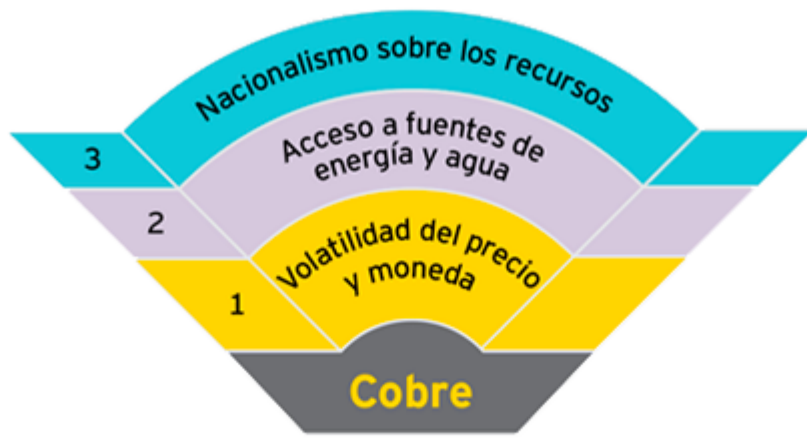 Nacionalismo sobre los recursos
3
Acceso a fuentes de
energía y agua
2
Volatilidad del precio
y moneda
1
Cobre